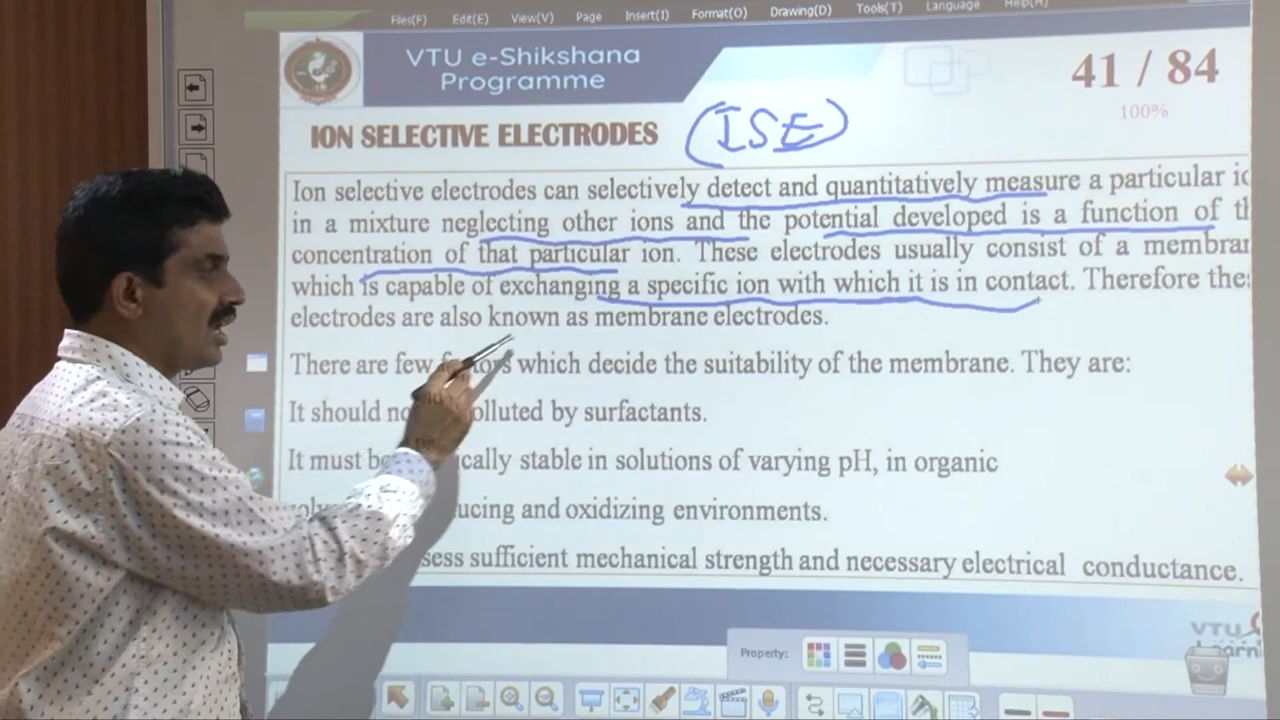 Files(F) Edit(E) View(V) Page Insert(I) Format(O) Drawing(D) Tools(T) Language Help(H)
VTU e-Shikshana
Programme
41 / 84
100%
ION SELECTIVE ELECTRODES (ISE)
Ion selective electrodes can selectively detect and quantitatively measure a particular
in a mixture neglecting other ions and the potential developed is a function of
concentration of that particular ion. These electrodes usually consist of a
which is capable of exchanging a specific ion with which it is in contact. Therefore
electrodes are also known as membrane electrodes.
There are few which decide the suitability of the membrane. They are:
It should by surfactants.
It must stable in solutions of varying pH, in organic
and oxidizing environments.
sufficient mechanical strength and necessary electrical conductance.
VTU
Property: